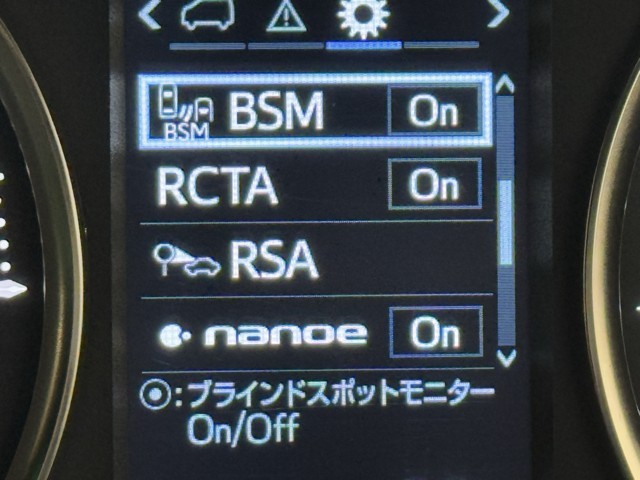 BSM BSM On
RCTA On
RSA
nanoe On
◉:ブラインドスポットモニター
On/Off